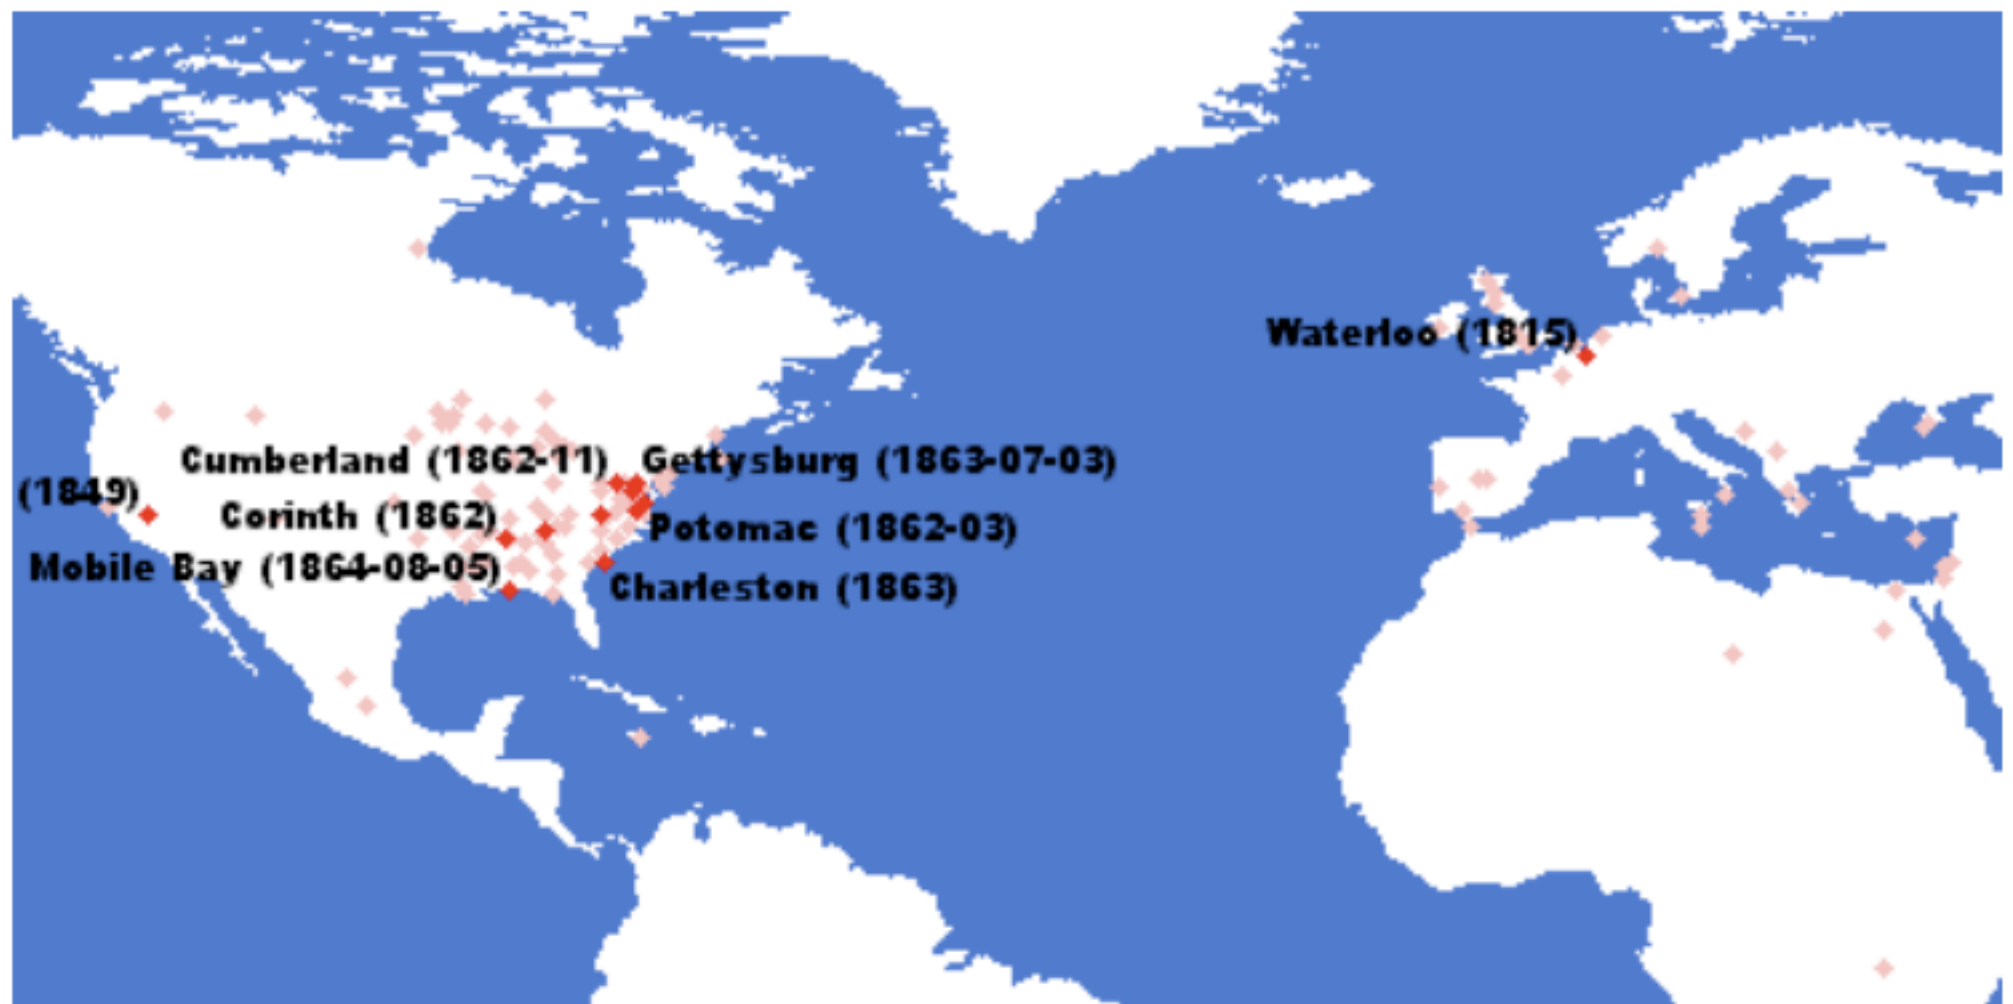 Waterloo (1815)
Cumberland (1862-11)
Gettysburg (1863-07-03)
(1849)
Corinth (1862)
Potomac (1862-03)
Mobile Bay (1864-08-05)
Charleston (1863)